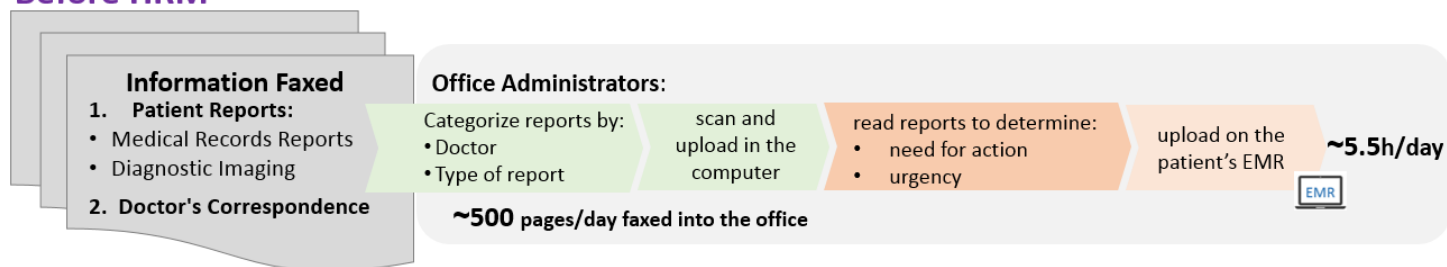 Before HRM
Information Faxed
1. Patient Reports:
• Medical Records Reports
• Diagnostic Imaging
2. Doctor's Correspondence
Office Administrators:
Categorize reports by:
• Doctor
• Type of report
scan and
upload in the
computer
read reports to determine:
• need for action
• urgency
upload on the
patient's EMR
EMR
~5.5h/day
~500 pages/day faxed into the office